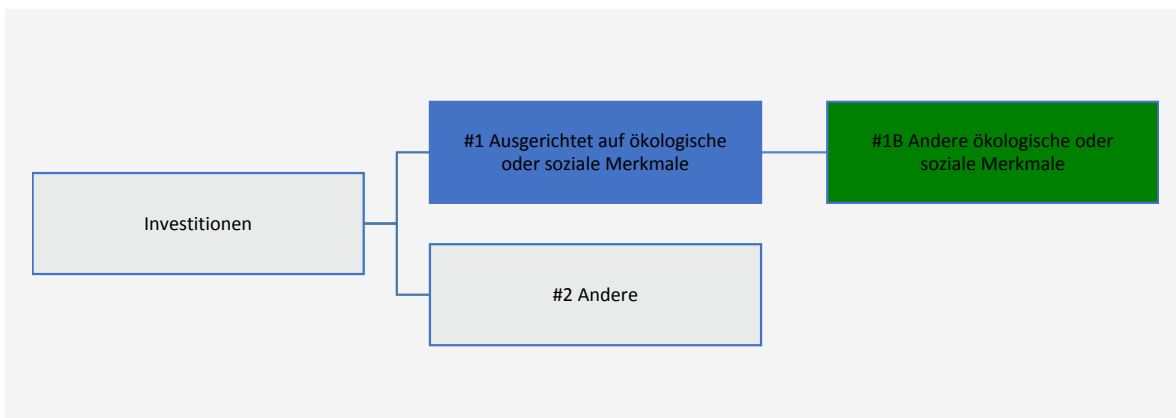 #1 Ausgerichtet auf ökologische
oder soziale Merkmale
#1B Andere ökologische oder
soziale Merkmale
Investitionen
#2 Andere